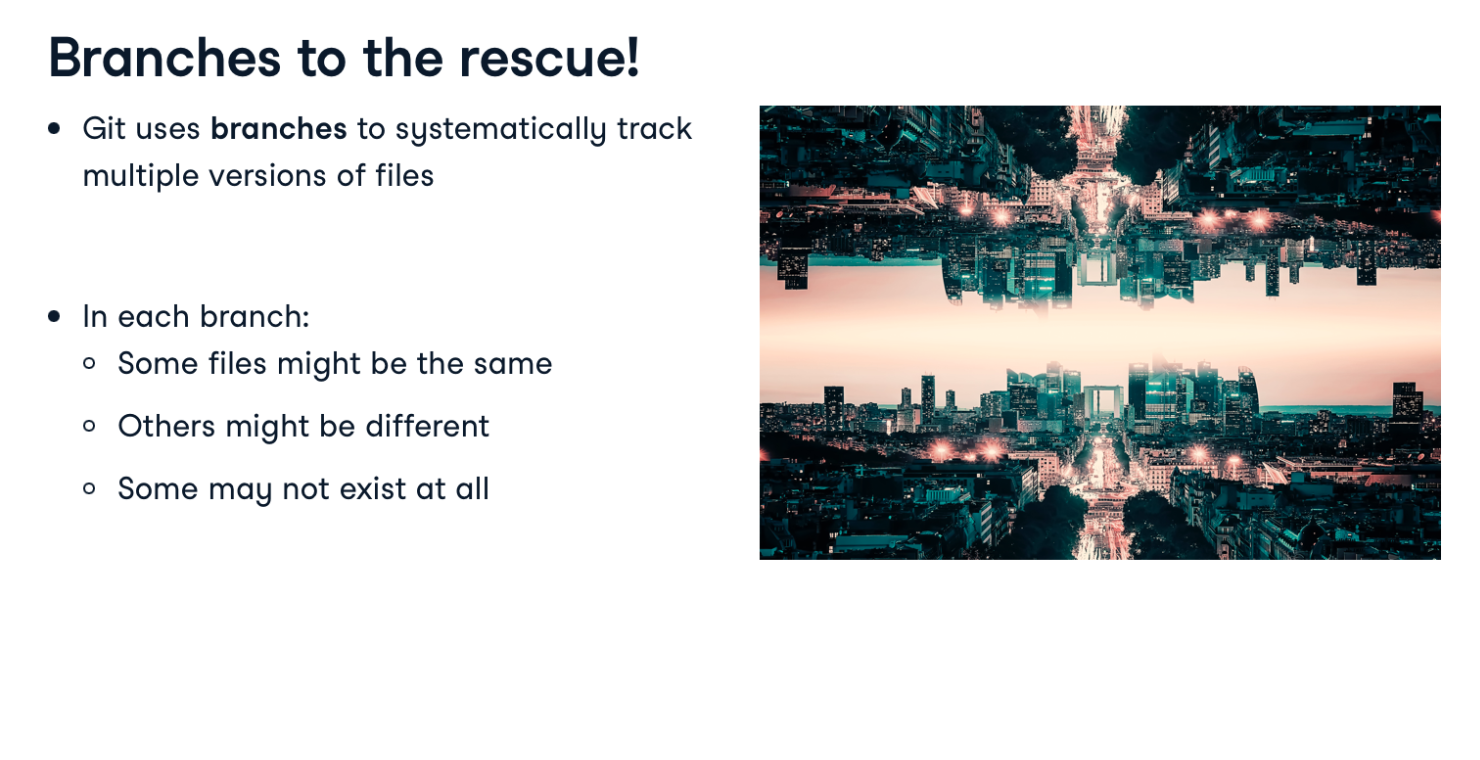 Branches to the rescue!
Git uses branches to systematically track
multiple versions of files
In each branch:
Some files might be the same
Others might be different
Some may not exist at all